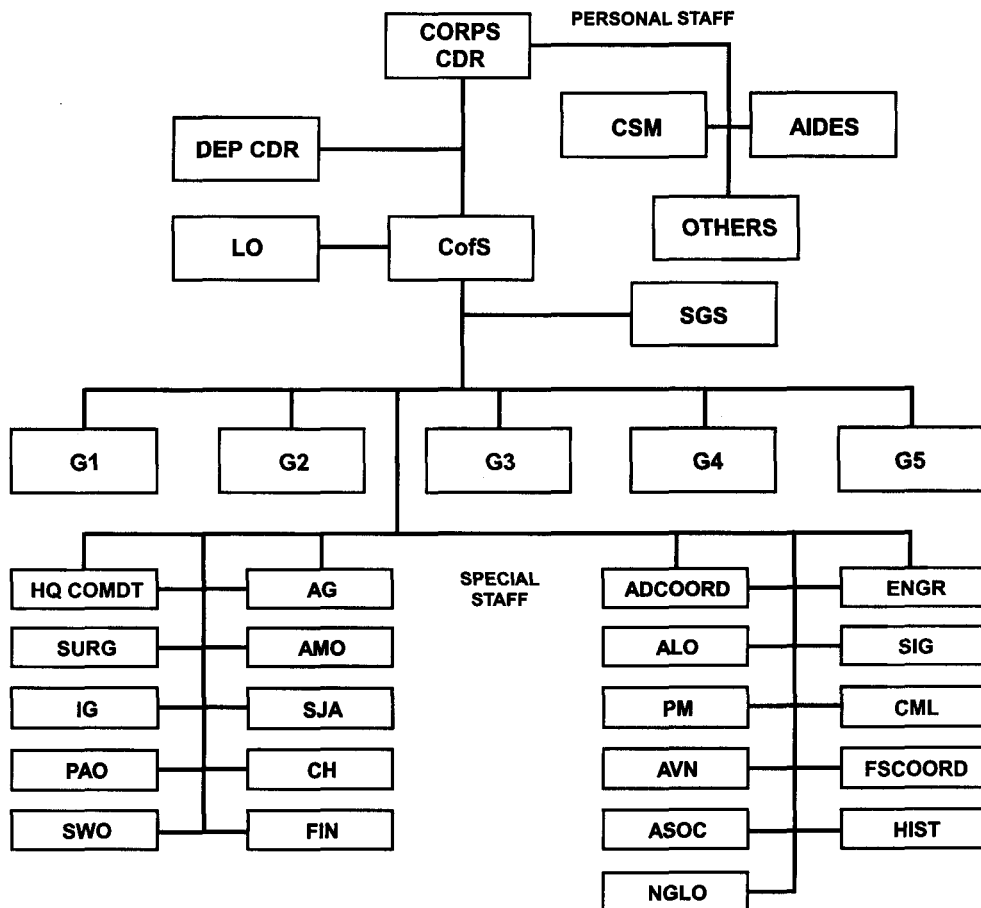 PERSONAL STAFF
CORPS
CDR
CSM
AIDES
DEP CDR
OTHERS
LO
CofS
SGS
G1
G2
G3
G4
G5
HQ COMDT
AG
SPECIAL
STAFF
ADCOORD
ENGR
SURG
AMO
ALO
SIG
IG
SJA
PM
CML
PAO
CH
AVN
FSCOORD
SWO
FIN
ASOC
HIST
NGLO